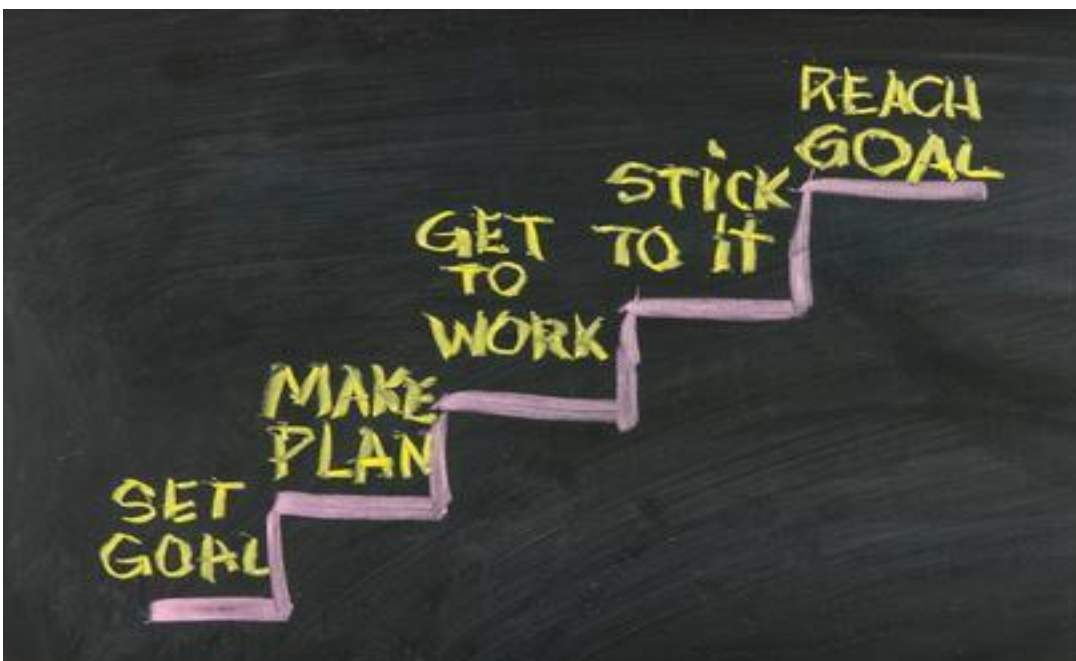 SET
GOAL
MAKE
PLAN
GET
TO
WORK
STiCK
TO iT
REACH
GOAL